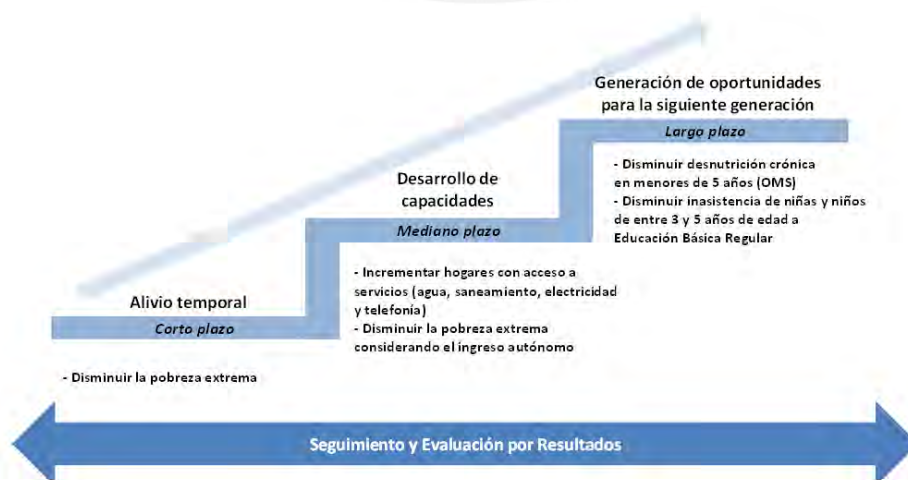 Generación de oportunidades
para la siguiente generación
Largo plazo
- Disminuir desnutrición crónica
en menores de 5 años (OMS)
- Disminuir inasistencia de niñas y niños
de entre 3 y 5 años de edad a
Educación Básica Regular
Desarrollo de
capacidades
Mediano plazo
- Incrementar hogares con acceso a
servicios (agua, saneamiento, electricidad
y telefonía)
- Disminuir la pobreza extrema
considerando el ingreso autónomo
Alivio temporal
Corto plazo
- Disminuir la pobreza extrema
Seguimiento y Evaluación por Resultados